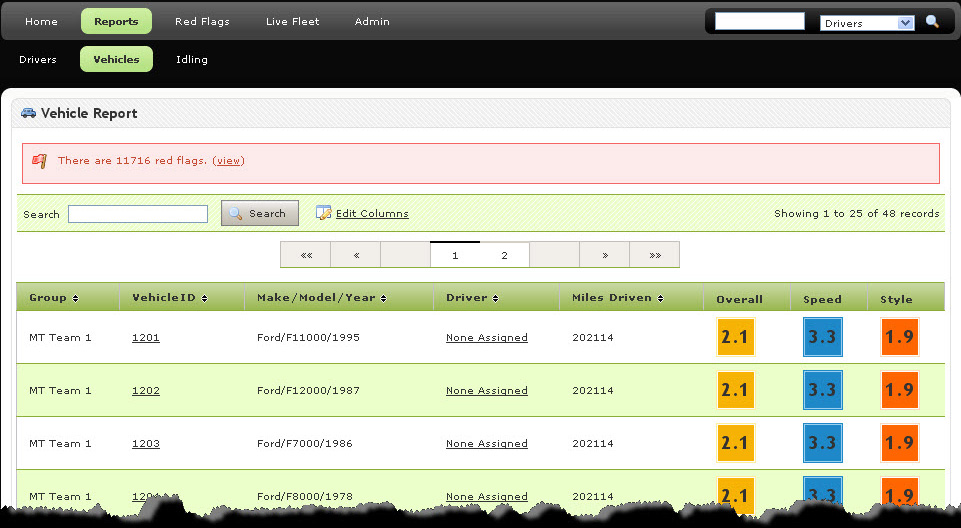 Home Reports Red Flags Live Fleet Admin Drivers
Drivers Vehicles Idling
Vehicle Report
There are 11716 red flags. (view)
Search Search Edit Columns Showing 1 to 25 of 48 records
«« « 1 2 » »»
Group VehicleID Make/Model/Year Driver Miles Driven Overall Speed Style
MT Team 1 1201 Ford/F11000/1995 None Assigned 202114 2.1 3.3 1.9
MT Team 1 1202 Ford/F12000/1987 None Assigned 202114 2.1 3.3 1.9
MT Team 1 1203 Ford/F7000/1986 None Assigned 202114 2.1 3.3 1.9
MT Team 1 Ford/F8000/1978 None Assigned 202114 2.1 3.3 1.9